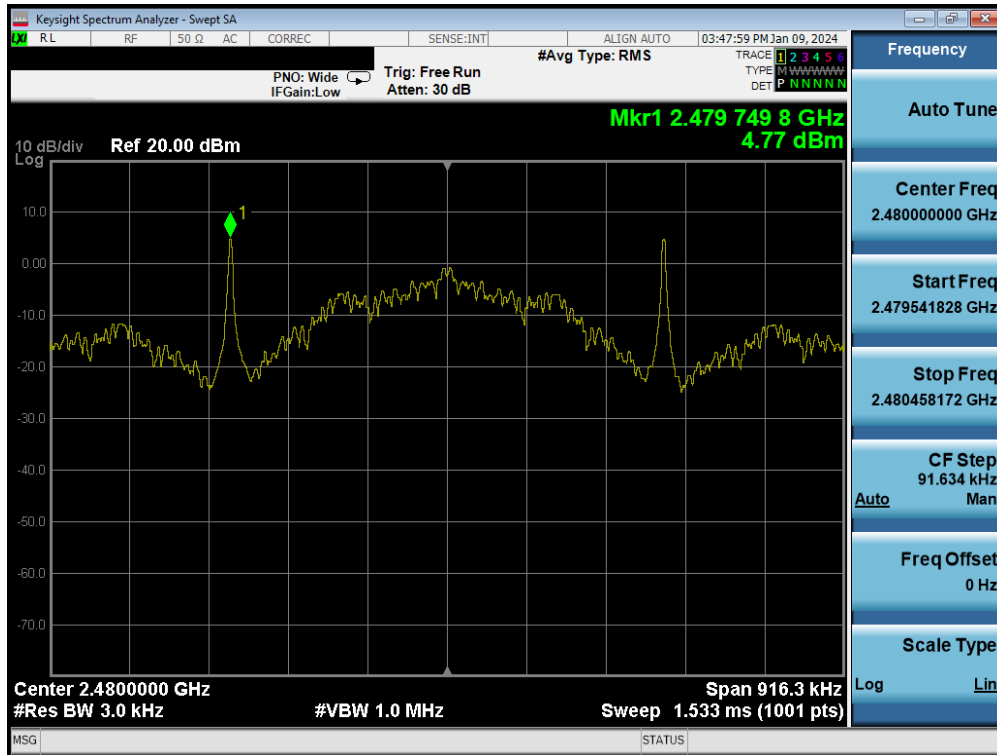 Keysight Spectrum Analyzer - Swept SA
LXI RL RF 50 Ω AC CORREC SENSE:INT ALIGN AUTO 03:47:59 PM Jan 09, 2024
#Avg Type: RMS TRACE 1 2 3 4 5 6
PNO: Wide Trig: Free Run TYPE M WWWWW
IFGain:Low Atten: 30 dB DET P N N N N N
Mkr1 2.479 749 8 GHz
4.77 dBm
10 dB/div Ref 20.00 dBm
Log
1
10.0
0.00
-10.0
-20.0
-30.0
-40.0
-50.0
-60.0
-70.0
Center 2.4800000 GHz Span 916.3 kHz
#Res BW 3.0 kHz #VBW 1.0 MHz Sweep 1.533 ms (1001 pts)
MSG STATUS
Frequency
Auto Tune
Center Freq
2.480000000 GHz
Start Freq
2.479541828 GHz
Stop Freq
2.480458172 GHz
CF Step
91.634 kHz
Auto Man
Freq Offset
0 Hz
Scale Type
Log Lin